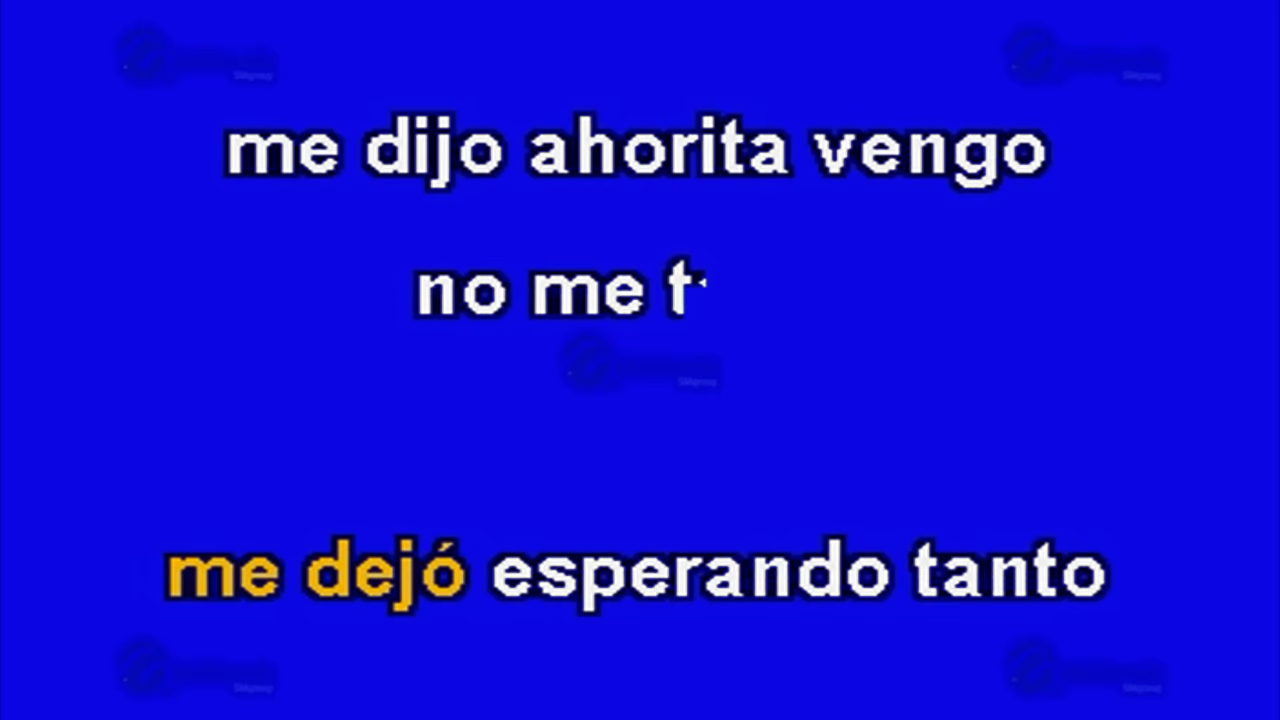 me dijo ahorita vengo
no me t
me dejó esperando tanto